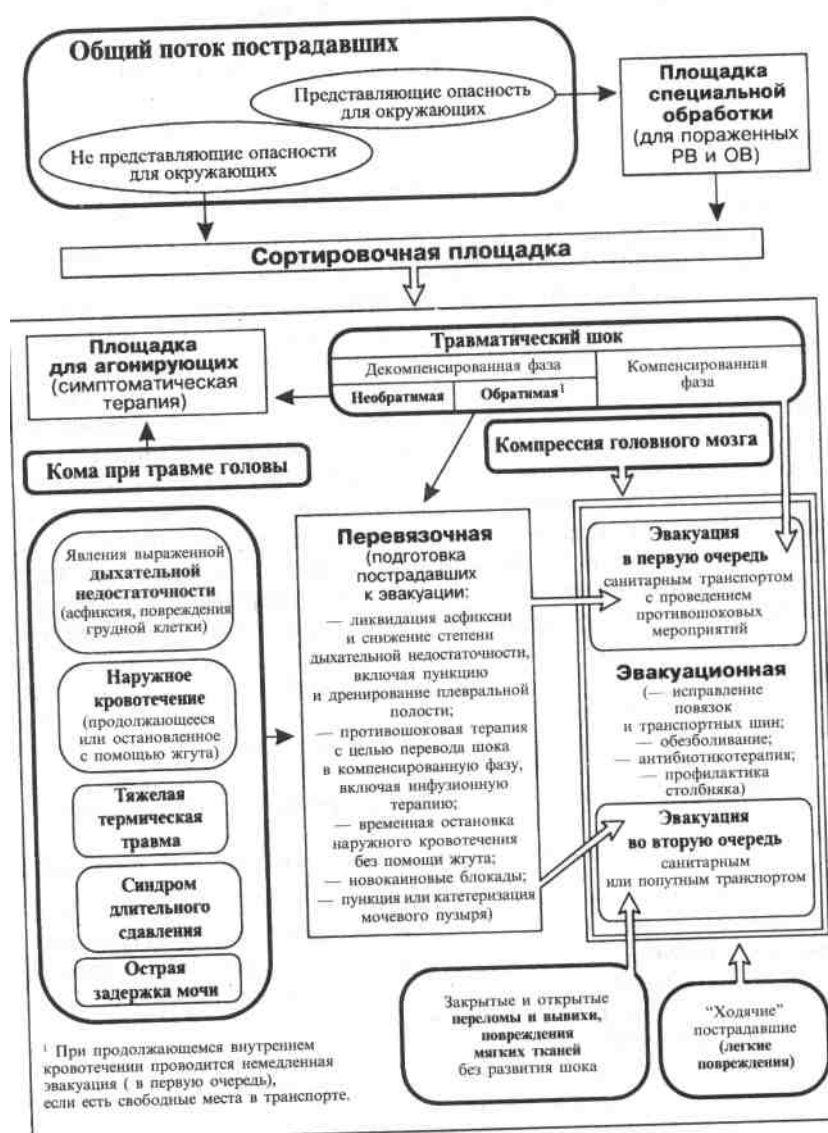 Общий поток пострадавших
Представляющие опасность
для окружающих
Не представляющие опасности
для окружающих
Площадка
специальной
обработки
(для пораженных
РВ и ОВ)
Сортировочная площадка
Площадка
для агонирующих
(симптоматическая
терапия)
Травматический шок
Декомпенсированная фаза
Необратимая
Обратимая¹
Компенсированная
фаза
Кома при травме головы
Компрессия головного мозга
Явления выраженной
дыхательной
недостаточности
(асфиксия, повреждения
грудной клетки)
Наружное
кровотечение
(продолжающееся
или остановленное
с помощью жгута)
Тяжелая
термическая
травма
Синдром
длительного
сдавления
Острая
задержка мочи
Перевязочная
(подготовка
пострадавших
к эвакуации:
— ликвидация асфиксии
и снижение степени
дыхательной недостаточности,
включая пункцию
и дренирование плевральной
полости;
— противошоковая терапия
с целью перевода шока
в компенсированную фазу,
включая инфузионную
терапию;
— временная остановка
наружного кровотечения
без помощи жгута;
— новокаиновые блокады;
— пункция или катетеризация
мочевого пузыря)
Эвакуация
в первую очередь
санитарным транспортом
с проведением
противошоковых
мероприятий
Эвакуационная
(— исправление
повязок
и транспортных шин;
— обезболивание;
— антибиотикотерапия;
— профилактика
столбняка)
Эвакуация
во вторую очередь
санитарным
или попутным транспортом
Закрытые и открытые
переломы и вывихи,
повреждения
мягких тканей
без развития шока
"Ходячие"
пострадавшие
(легкие
повреждения)
¹ При продолжающемся внутреннем
кровотечении проводится немедленная
эвакуация ( в первую очередь),
если есть свободные места в транспорте.